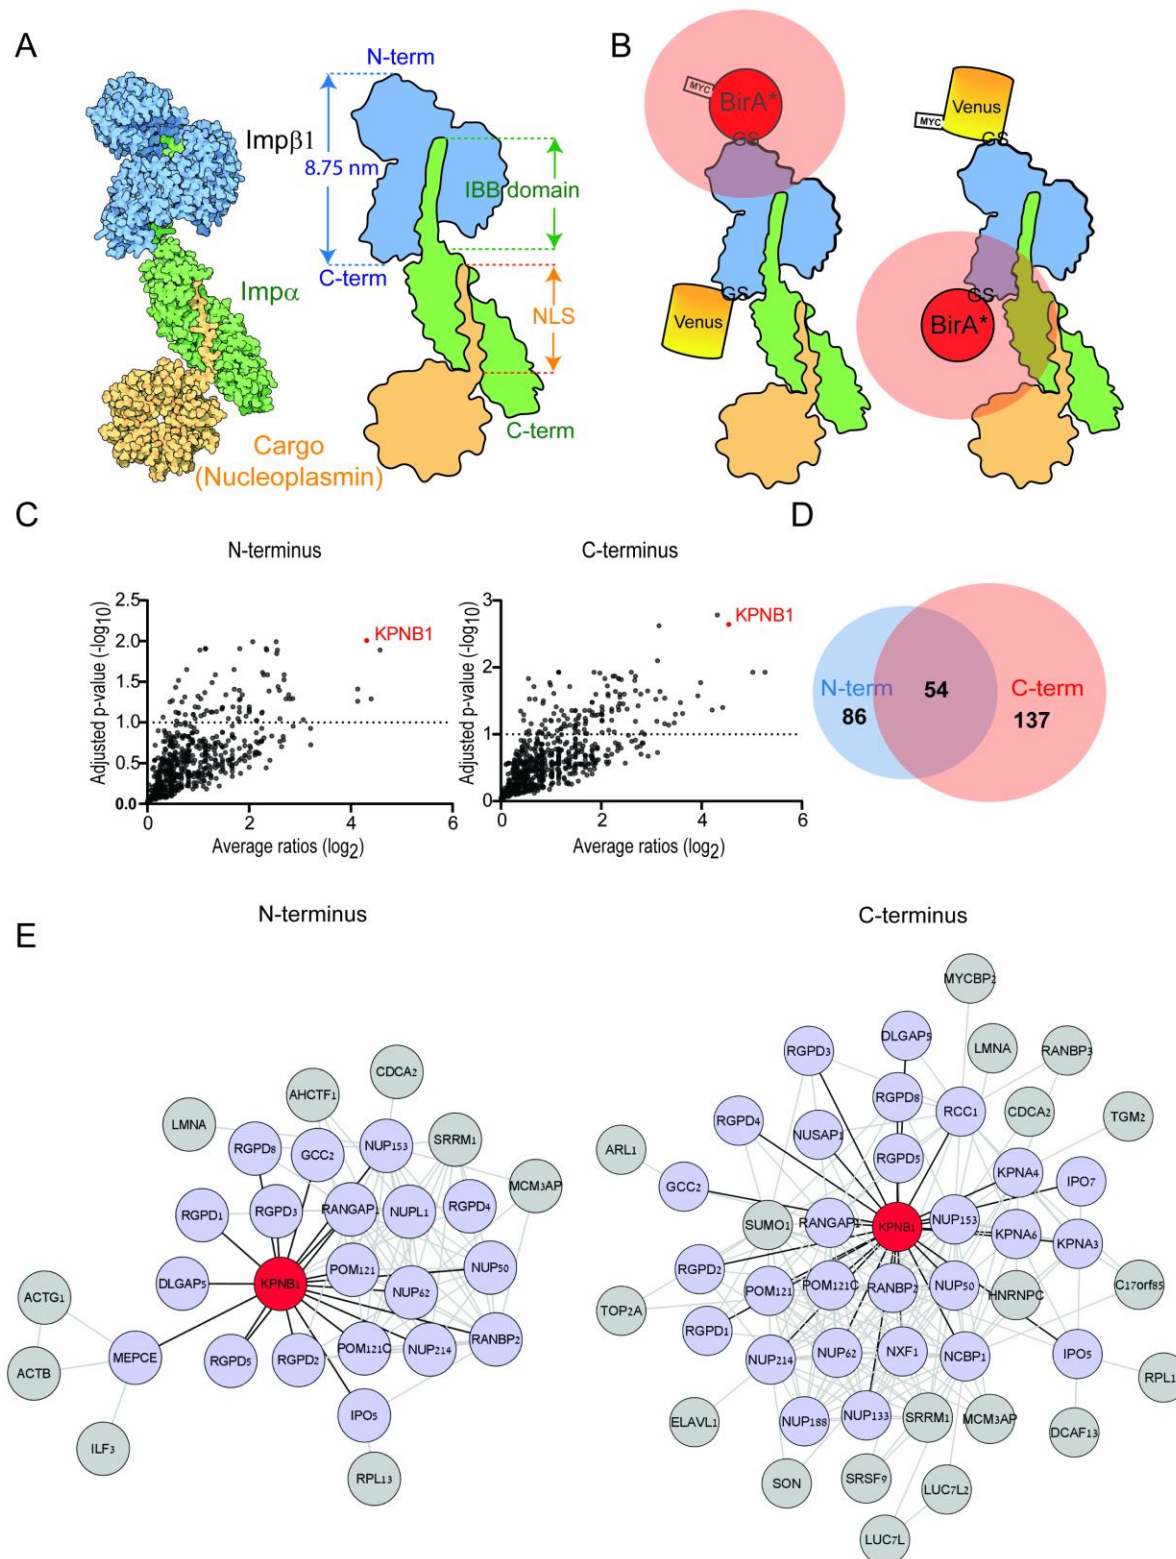 A
N-term
Impβ1
8.75 nm
IBB domain
C-term
Impα
NLS
Cargo
(Nucleoplasmin)
C-term
B
MYC
BirA*
GS
GS
Venus
Venus
MYC
GS
GS
BirA*
C
N-terminus
Adjusted p-value (-log10)
2.5
2.0
1.5
1.0
0.5
0.0
0
2
4
6
KPNB1
Average ratios (log2)
C-terminus
Adjusted p-value (-log10)
3
2
1
0
0
2
4
6
KPNB1
Average ratios (log2)
D
N-term
86
54
C-term
137
E
N-terminus
CDCA2
AHCTF1
LMNA
NUP153
SRRM1
RGPD8
GCC2
MCM3AP
RGPD1
RGPD3
RANGAP1
NUPL1
RGPD4
DLGAP5
KPNB1
POM121
NUP50
NUP62
ACTG1
MEPCE
RGPD5
RGPD2
POM121C
NUP214
RANBP2
ACTB
IPO5
ILF3
RPL13
C-terminus
MYCBP2
DLGAP5
LMNA
RANBP3
RGPD3
RGPD8
RCC1
CDCA2
TGM2
RGPD4
NUSAP1
ARL1
RGPD5
KPNA4
GCC2
IPO7
SUMO1
RANGAP1
KPNB1
NUP153
KPNA6
KPNA3
RGPD2
POM121
POM121C
RANBP2
NUP50
HNRNPC
C17orf85
TOP2A
RGPD1
NUP214
NUP62
NXF1
NCBP1
IPO5
RPL1
ELAVL1
NUP188
NUP133
SRRM1
MCM3AP
DCAF13
SON
SRSF9
LUC7L2
LUC7L